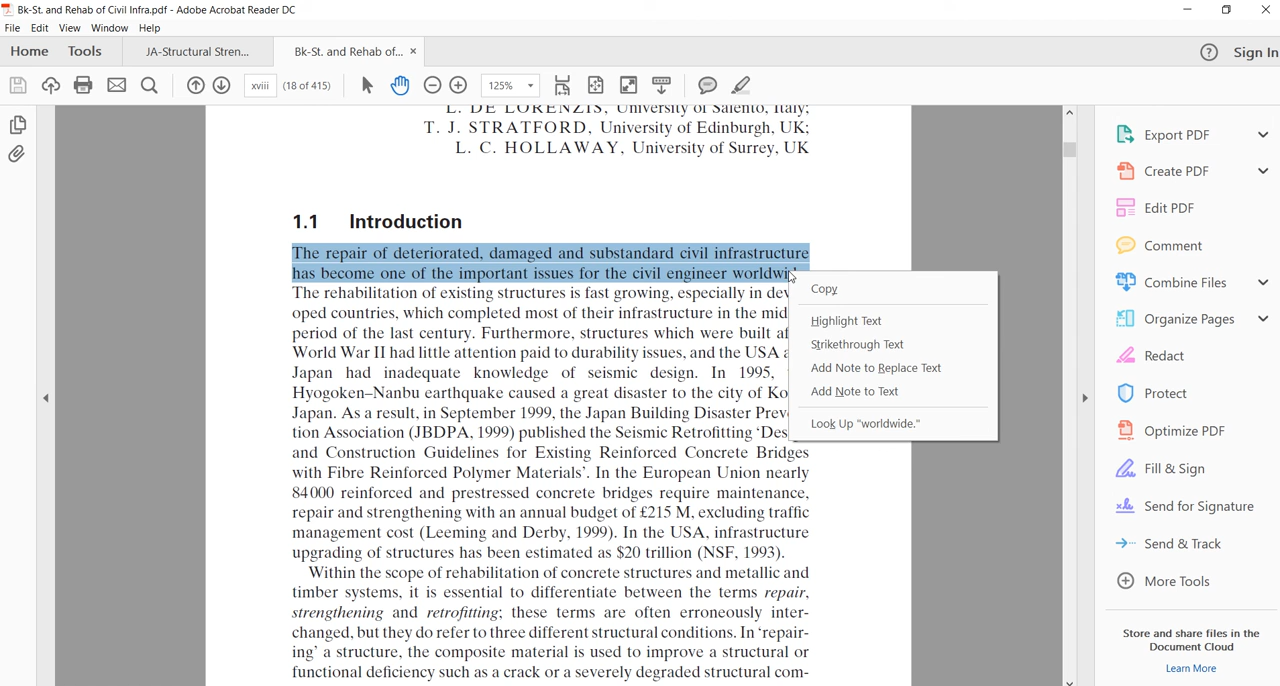 Bk-St. and Rehab of Civil Infra.pdf - Adobe Acrobat Reader DC
File Edit View Window Help
Home Tools JA-Structural Stren... Bk-St. and Rehab of... × Sign In
xviii (18 of 415) 125%
L. DE LORENZIS, University of Salento, Italy;
T. J. STRATFORD, University of Edinburgh, UK;
L. C. HOLLAWAY, University of Surrey, UK
1.1 Introduction
The repair of deteriorated, damaged and substandard civil infrastructure
has become one of the important issues for the civil engineer
The rehabilitation of existing structures is fast growing, especially in
oped countries, which completed most of their infrastructure in the
period of the last century. Furthermore, structures which were built
World War II had little attention paid to durability issues, and the USA
Japan had inadequate knowledge of seismic design. In 1995,
Hyogoken–Nanbu earthquake caused a great disaster to the city of
Japan. As a result, in September 1999, the Japan Building Disaster
tion Association (JBDPA, 1999) published the Seismic Retrofitting
and Construction Guidelines for Existing Reinforced Concrete Bridges
with Fibre Reinforced Polymer Materials’. In the European Union nearly
84 000 reinforced and prestressed concrete bridges require maintenance,
repair and strengthening with an annual budget of £215 M, excluding traffic
management cost (Leeming and Derby, 1999). In the USA, infrastructure
upgrading of structures has been estimated as $20 trillion (NSF, 1993).
Within the scope of rehabilitation of concrete structures and metallic and
timber systems, it is essential to differentiate between the terms repair,
strengthening and retrofitting; these terms are often erroneously inter-
changed, but they do refer to three different structural conditions. In ‘repair-
ing’ a structure, the composite material is used to improve a structural or
functional deficiency such as a crack or a severely degraded structural com-
Copy
Highlight Text
Strikethrough Text
Add Note to Replace Text
Add Note to Text
Look Up "worldwide."
Export PDF
Create PDF
Edit PDF
Comment
Combine Files
Organize Pages
Redact
Protect
Optimize PDF
Fill & Sign
Send for Signature
Send & Track
More Tools
Store and share files in the
Document Cloud
Learn More